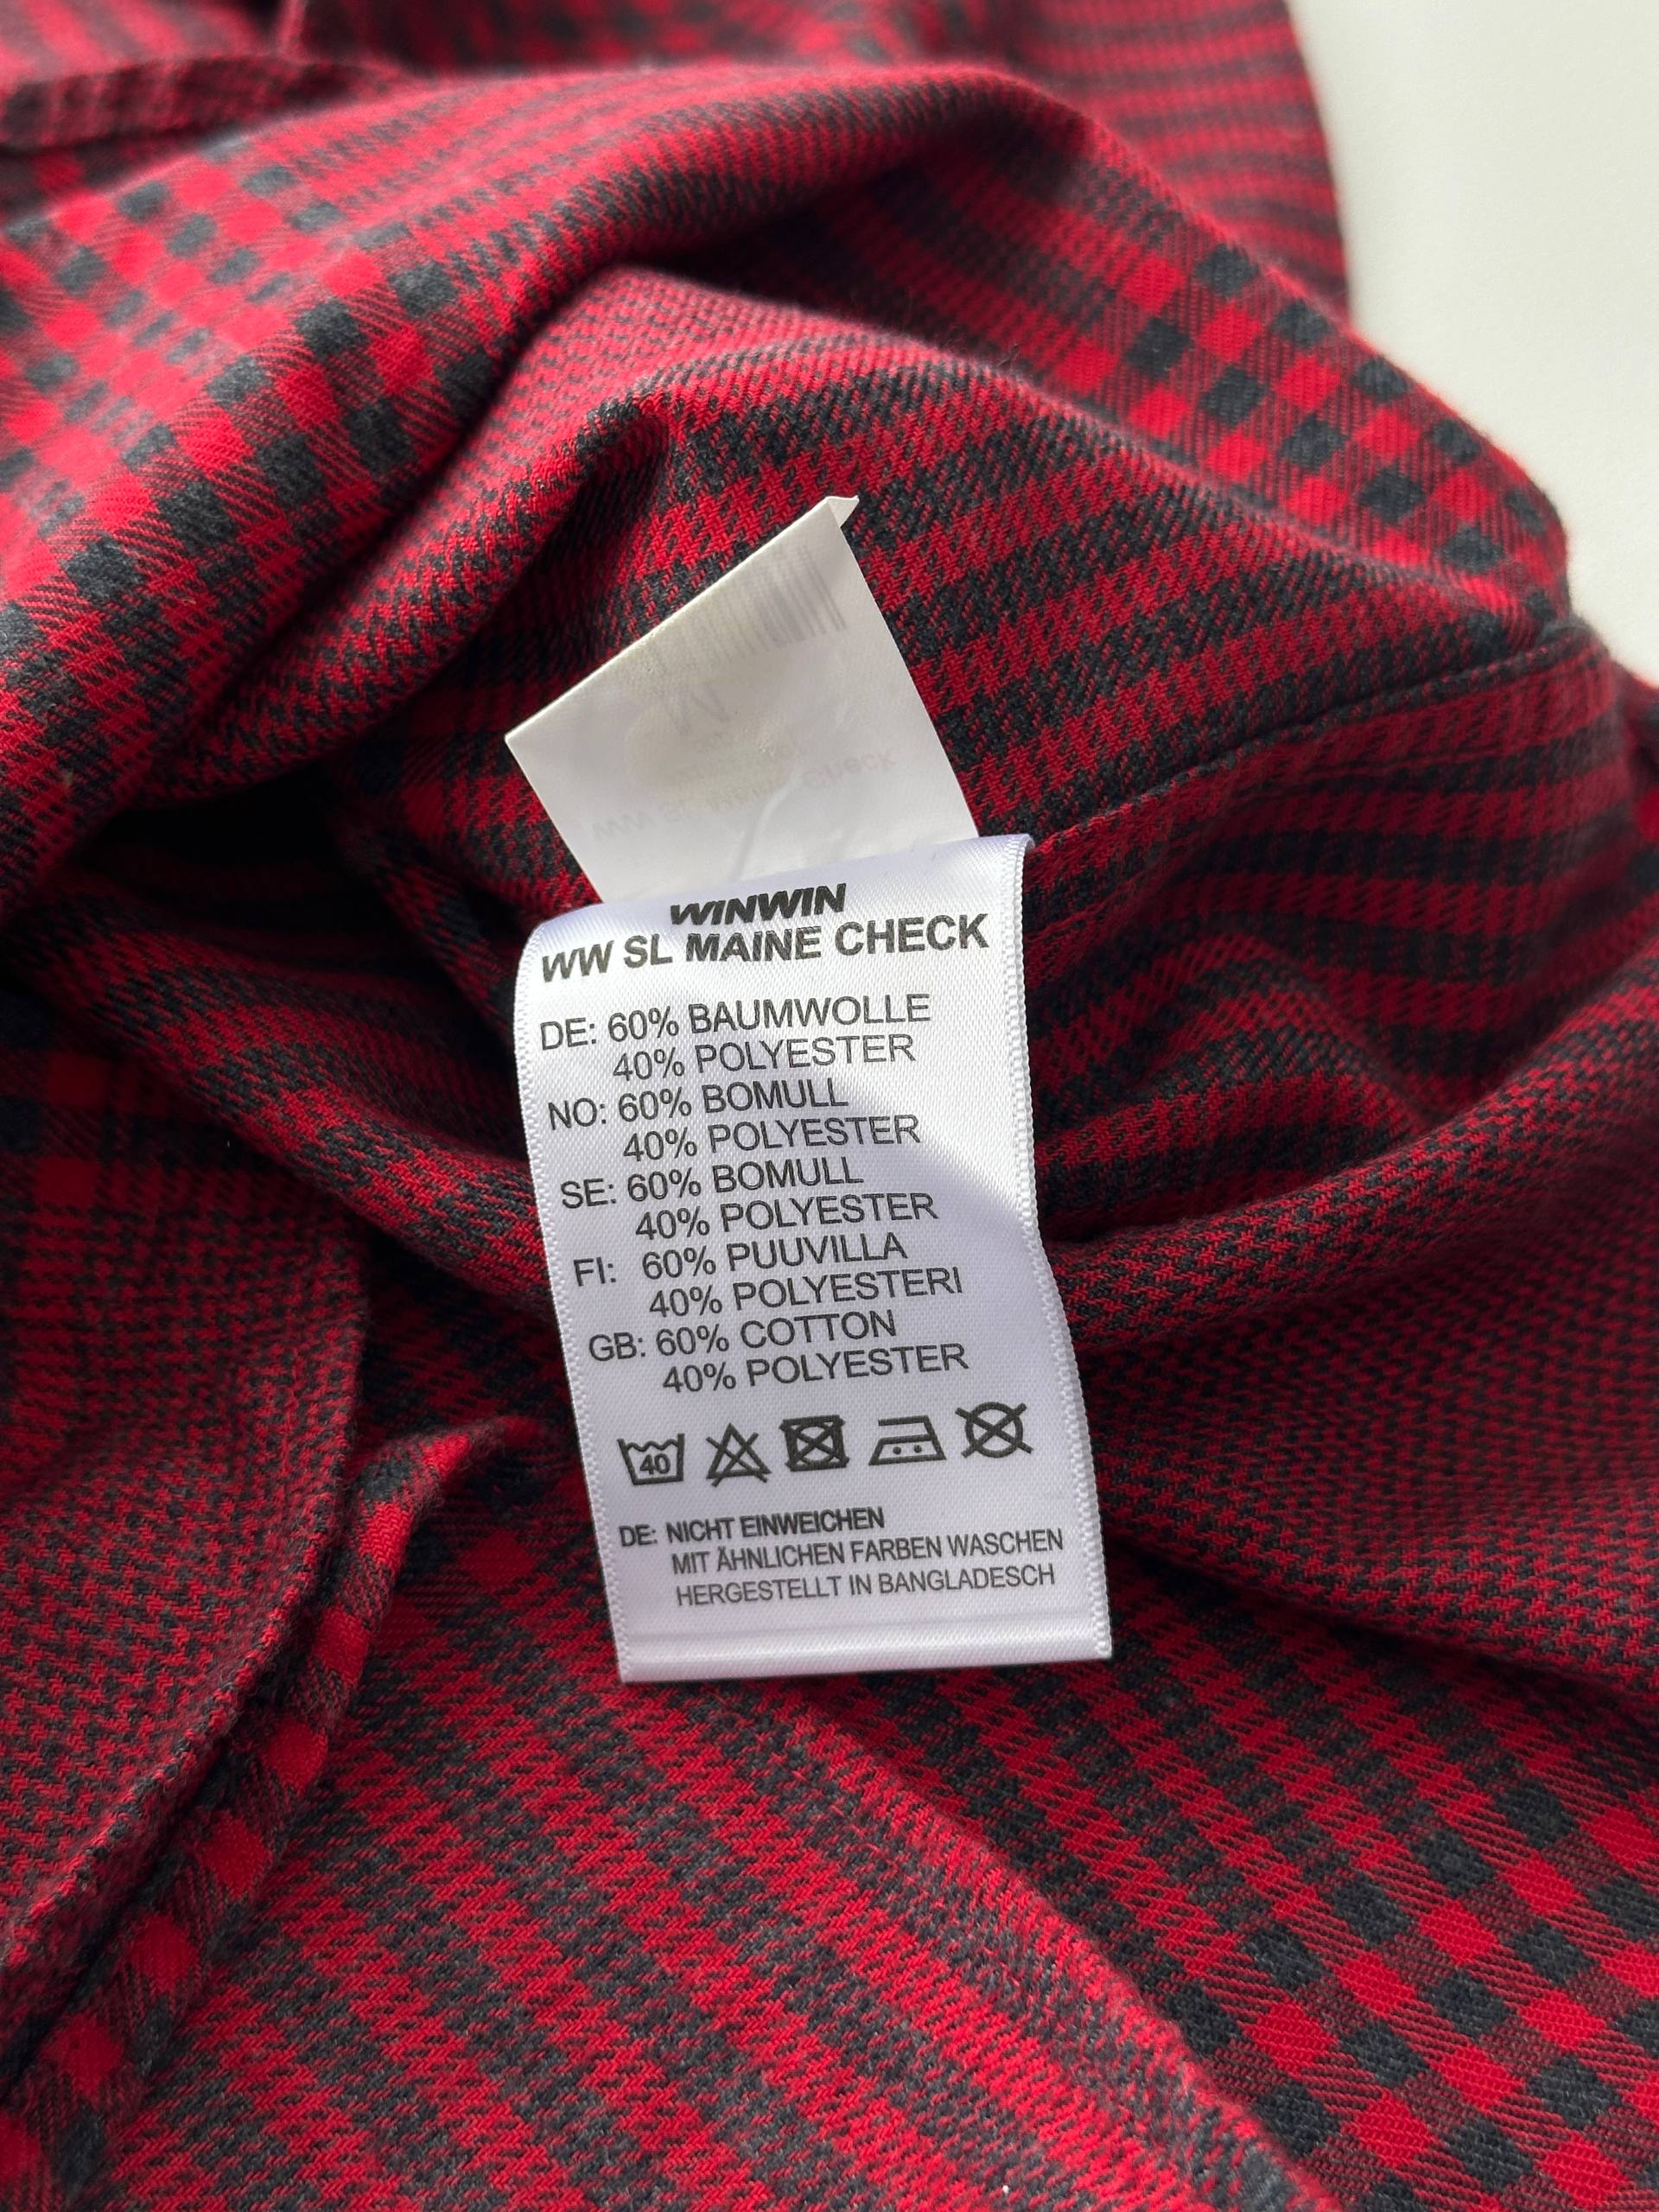 WINWIN
WW SL MAINE CHECK
DE: 60% BAUMWOLLE
40% POLYESTER
NO: 60% BOMULL
40% POLYESTER
SE: 60% BOMULL
40% POLYESTER
FI: 60% PUUVILLA
40% POLYESTERI
GB: 60% COTTON
40% POLYESTER
40
DE: NICHT EINWEICHEN
MIT ÄHNLICHEN FARBEN WASCHEN
HERGESTELLT IN BANGLADESCH